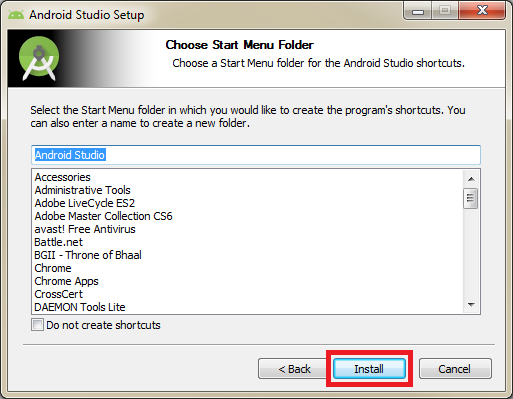 Android Studio Setup
Choose Start Menu Folder
Choose a Start Menu folder for the Android Studio shortcuts.
Select the Start Menu folder in which you would like to create the program's shortcuts. You
can also enter a name to create a new folder.
Android Studio
Accessories
Administrative Tools
Adobe LiveCycle ES2
Adobe Master Collection CS6
avast! Free Antivirus
Battle.net
BGII - Throne of Bhaal
Chrome
Chrome Apps
CrossCert
DAEMON Tools Lite
Do not create shortcuts
< Back
Install
Cancel